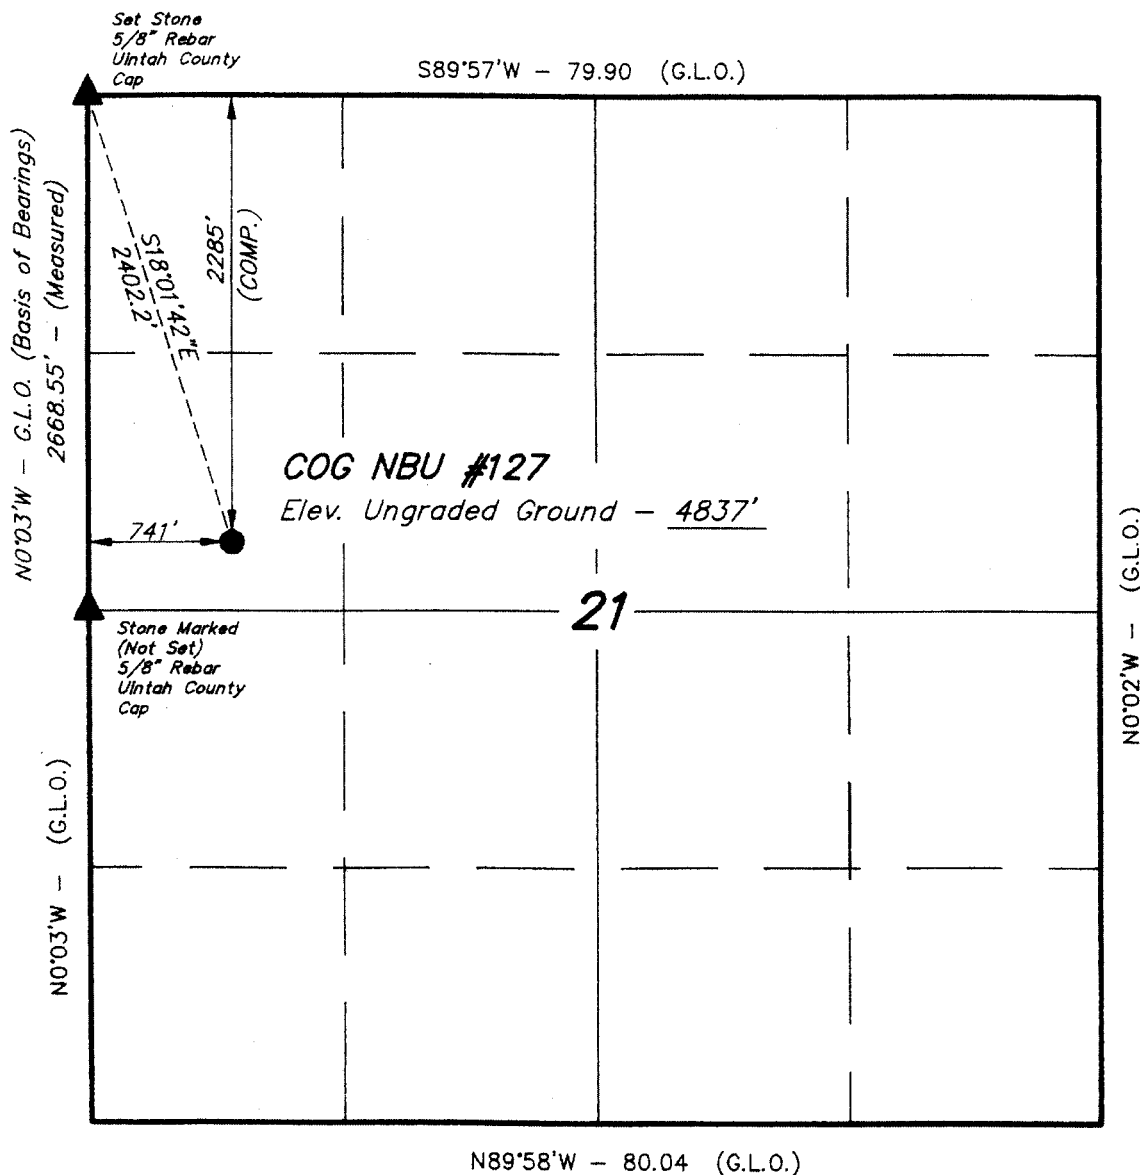 Set Stone
5/8" Rebar
Uintah County
Cap
S89°57'W – 79.90 (G.L.O.)
N0°03'W – G.L.O. (Basis of Bearings)
2668.55' – (Measured)
S18°01'42"E
2402.2'
2285'
(COMP.)
COG NBU #127
Elev. Ungraded Ground – 4837'
741'
21
Stone Marked
(Not Set)
5/8" Rebar
Uintah County
Cap
N0°03'W – (G.L.O.)
N0°02'W – (G.L.O.)
N89°58'W – 80.04 (G.L.O.)